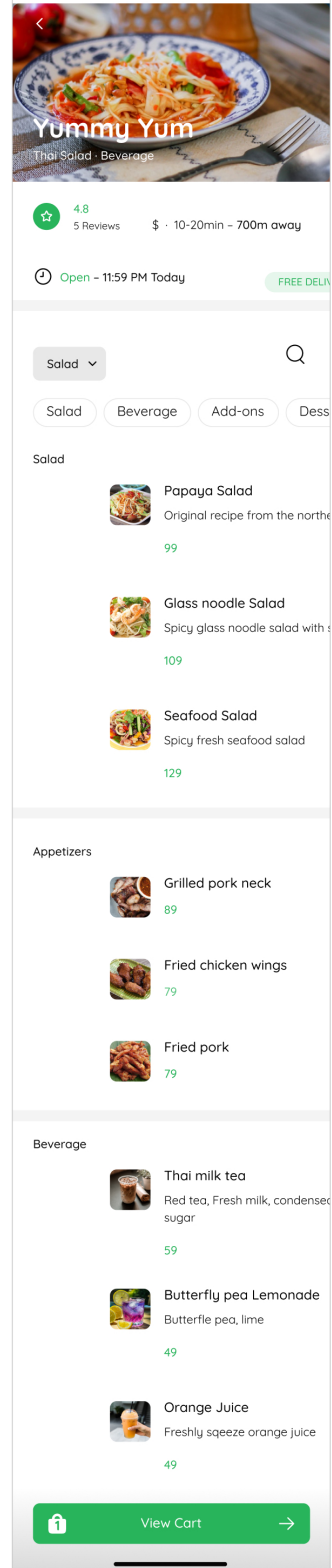 Yummy Yum
Thai Salad · Beverage
4.8
5 Reviews
$ · 10-20min – 700m away
Open – 11:59 PM Today
FREE DELIV
Salad
Salad
Beverage
Add-ons
Dess
Salad
Papaya Salad
Original recipe from the northe
99
Glass noodle Salad
Spicy glass noodle salad with s
109
Seafood Salad
Spicy fresh seafood salad
129
Appetizers
Grilled pork neck
89
Fried chicken wings
79
Fried pork
79
Beverage
Thai milk tea
Red tea, Fresh milk, condensed
sugar
59
Butterfly pea Lemonade
Butterfle pea, lime
49
Orange Juice
Freshly sqeeze orange juice
49
1
View Cart